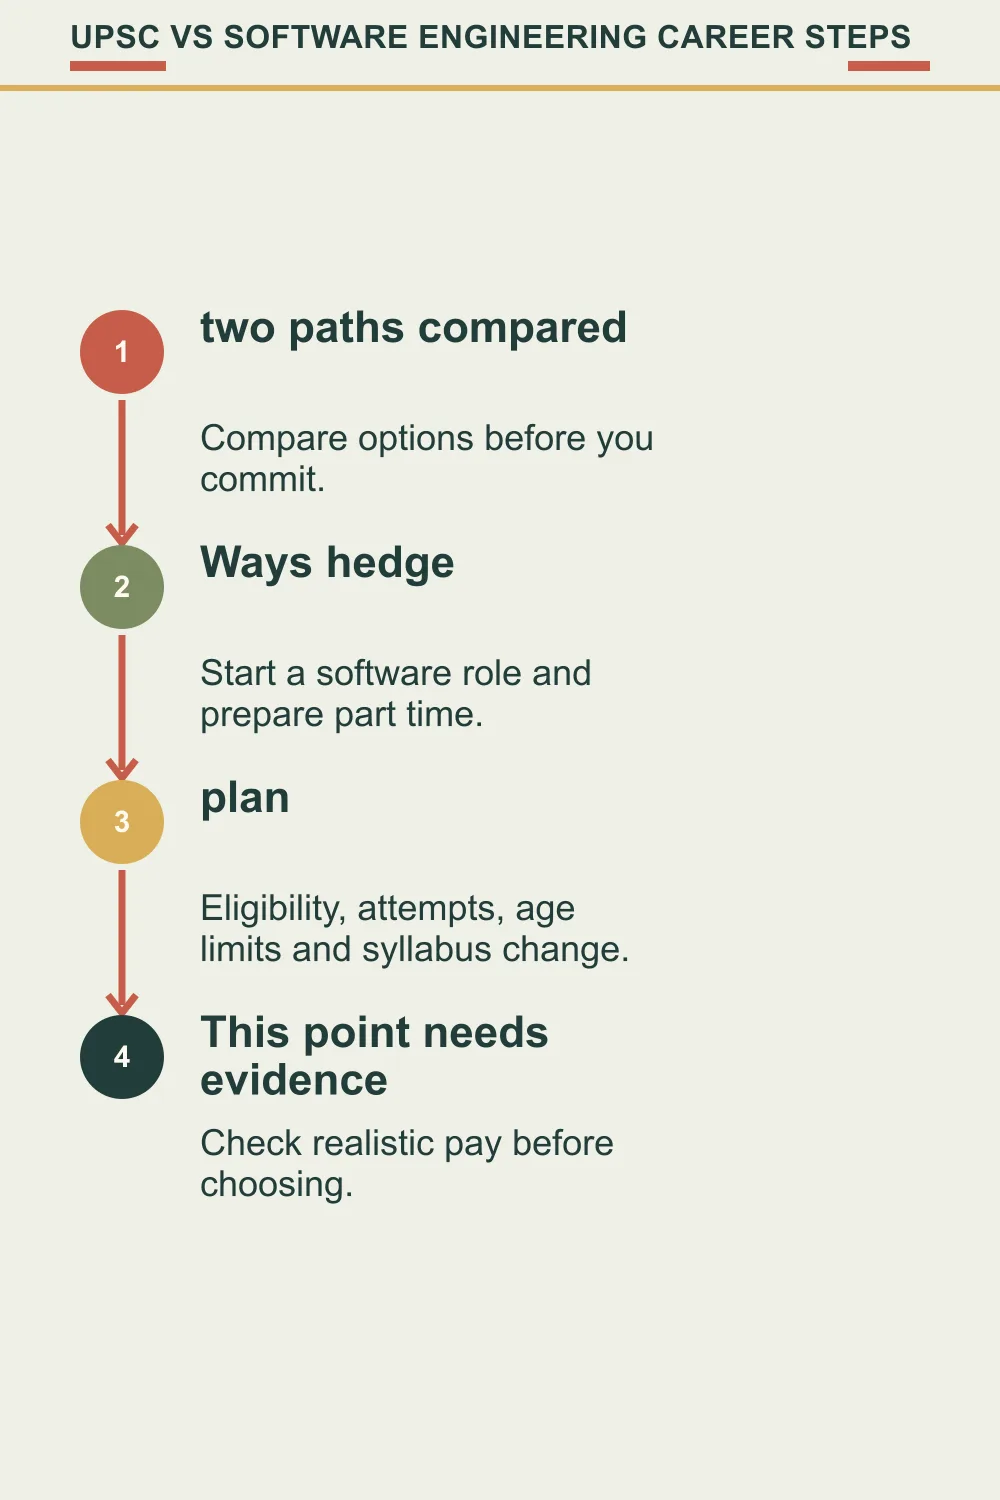 UPSC VS SOFTWARE ENGINEERING CAREER STEPS
1
two paths compared
Compare options before you
commit.
2
Ways hedge
Start a software role and
prepare part time.
3
plan
Eligibility, attempts, age
limits and syllabus change.
4
This point needs
evidence
Check realistic pay before
choosing.